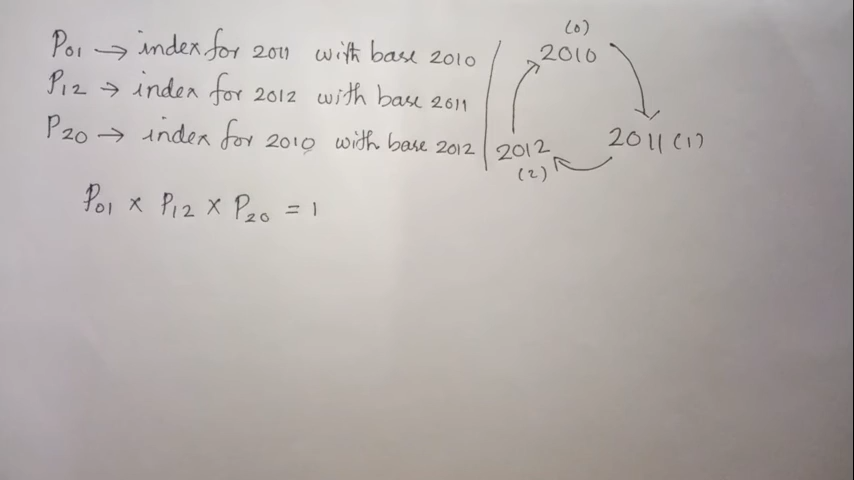 P01 → index for 2011 with base 2010
P12 → index for 2012 with base 2011
P20 → index for 2010 with base 2012
(0)
2010
2011 (1)
2012
(2)
P01 × P12 × P20 = 1